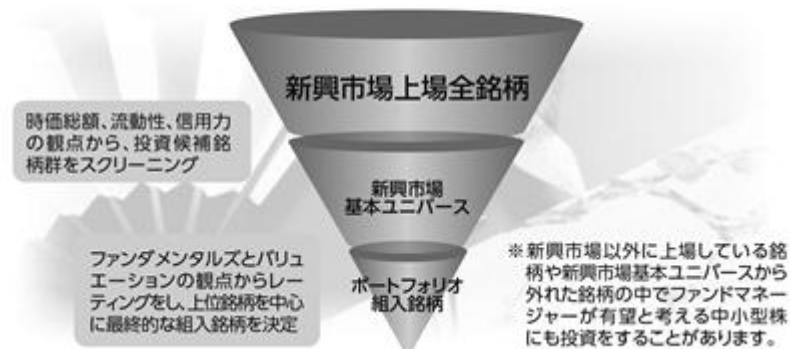 新興市場上場全銘柄
時価総額、流動性、信用力
の観点から、投資候補銘
柄群をスクリーニング
新興市場
基本ユニバース
ファンダメンタルズとバリュ
エーションの観点からレー
ティングをし、上位銘柄を中心
に最終的な組入銘柄を決定
ポートフォリオ
組入銘柄
※新興市場以外に上場している銘
柄や新興市場基本ユニバースから
外れた銘柄の中でファンドマネー
ジャーが有望と考える中小型株
にも投資をすることがあります。